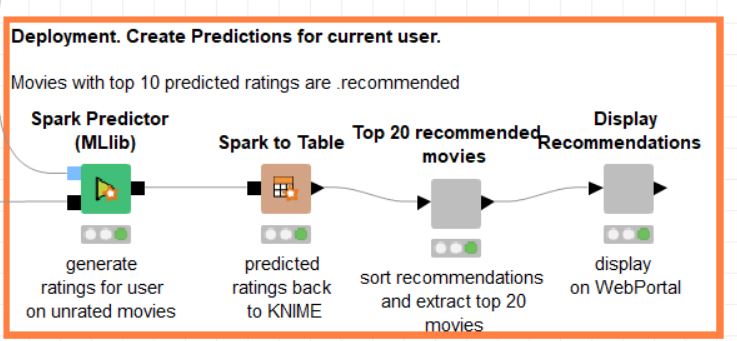 Deployment. Create Predictions for current user.
Movies with top 10 predicted ratings are .recommended
Spark Predictor
(MLlib)
Spark to Table
Top 20 recommended
movies
Display
Recommendations
generate
ratings for user
on unrated movies
predicted
ratings back
to KNIME
sort recommendations
and extract top 20
movies
display
on WebPortal